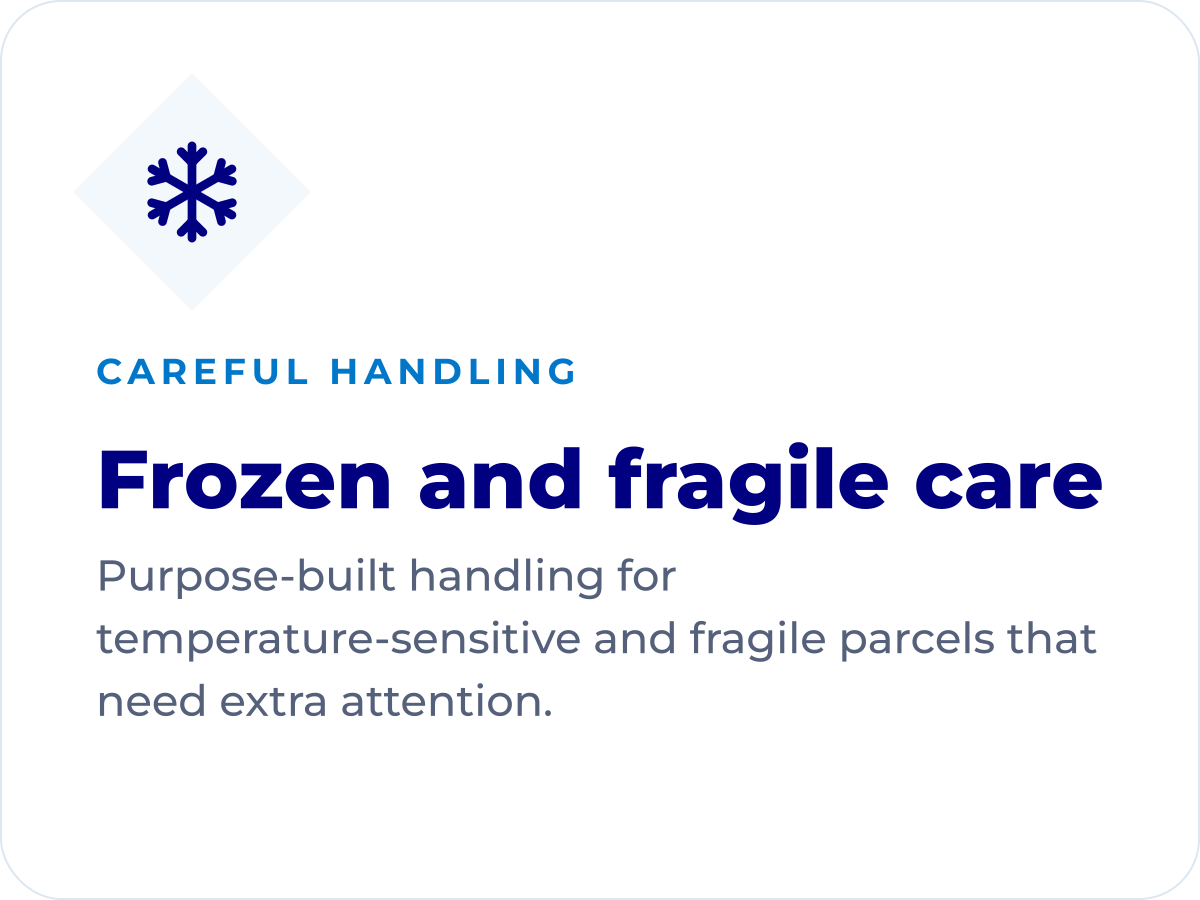 CAREFUL HANDLING
Frozen and fragile care
Purpose-built handling for
temperature-sensitive and fragile parcels that
need extra attention.